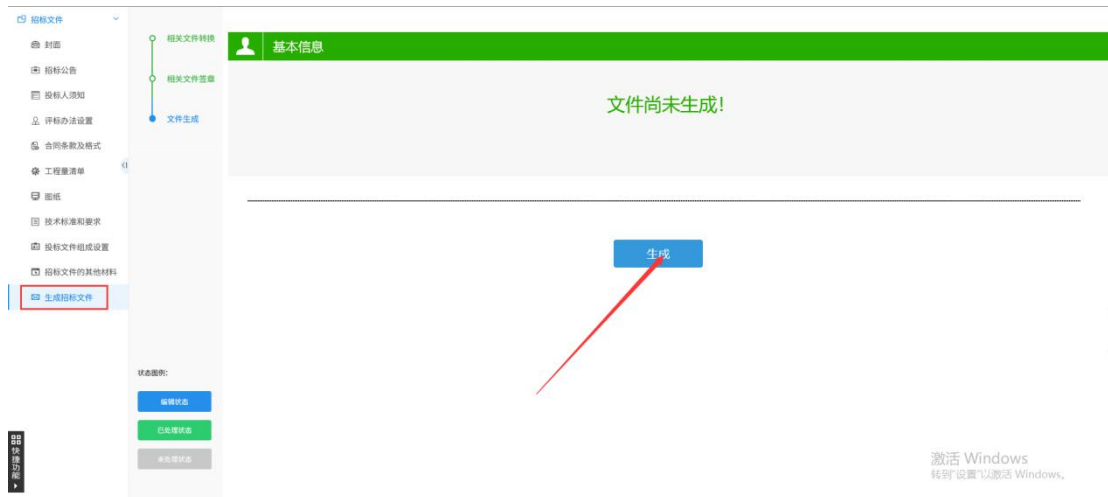 招标文件
封面
招标公告
投标人须知
评标办法设置
合同条款及格式
工程量清单
图纸
技术标准和要求
投标文件组成设置
招标文件的其他材料
生成招标文件
快捷功能
相关文件转换
相关文件签章
文件生成
状态图例:
编辑状态
已处理状态
未处理状态
基本信息
文件尚未生成!
生成
激活 Windows
转到"设置"以激活 Windows。